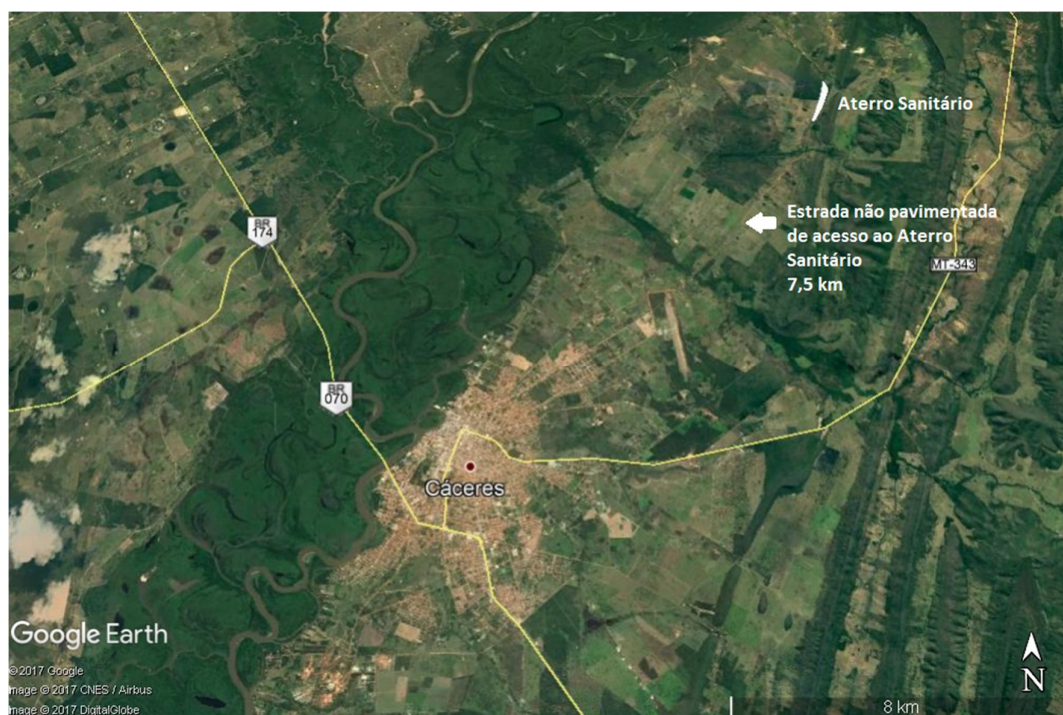 Aterro Sanitário
Estrada não pavimentada
de acesso ao Aterro
Sanitário
7,5 km
BR
174
MT-343
BR
070
Cáceres
Google Earth
©2017 Google
Image © 2017 CNES / Airbus
Image © 2017 DigitalGlobe
8 km
N